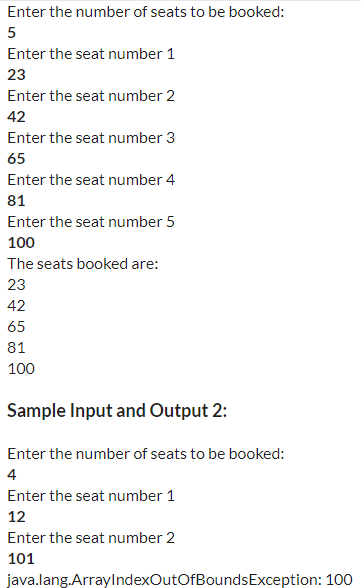 Enter the number of seats to be booked:
5
Enter the seat number 1
23
Enter the seat number 2
42
Enter the seat number 3
65
Enter the seat number 4
81
Enter the seat number 5
100
The seats booked are:
23
42
65
81
100
Sample Input and Output 2:
Enter the number of seats to be booked:
4
Enter the seat number 1
12
Enter the seat number 2
101
java.lang.ArrayIndexOutOfBoundsException: 100